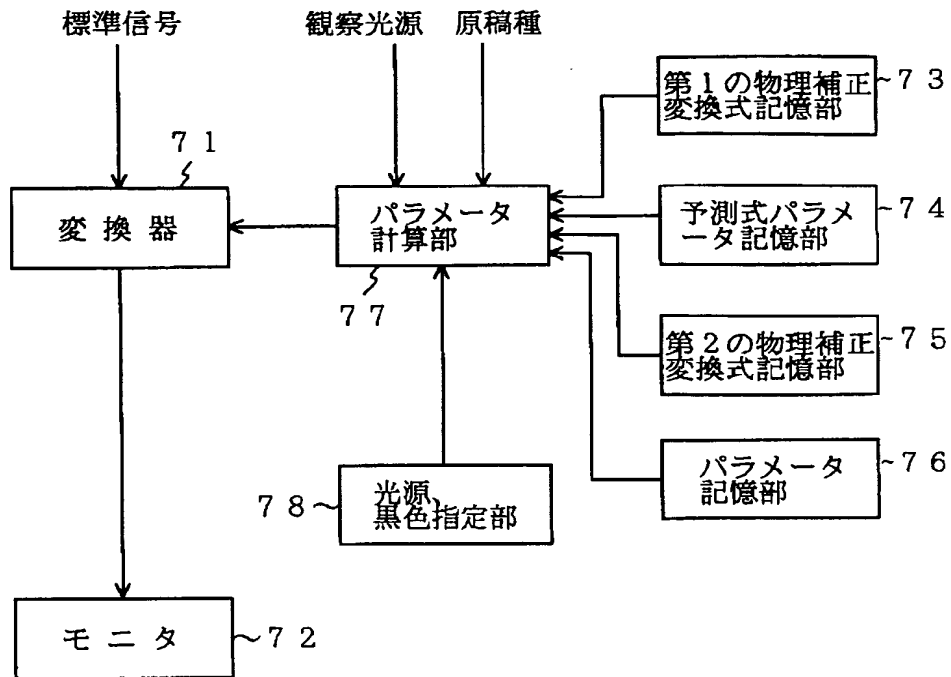 標準信号
観察光源
原稿種
第1の物理補正
変換式記憶部
~73
71
変換器
パラメータ
計算部
77
予測式パラメ
ータ記憶部
~74
第2の物理補正
変換式記憶部
~75
パラメータ
記憶部
~76
78~
光源、
黒色指定部
モニタ
~72